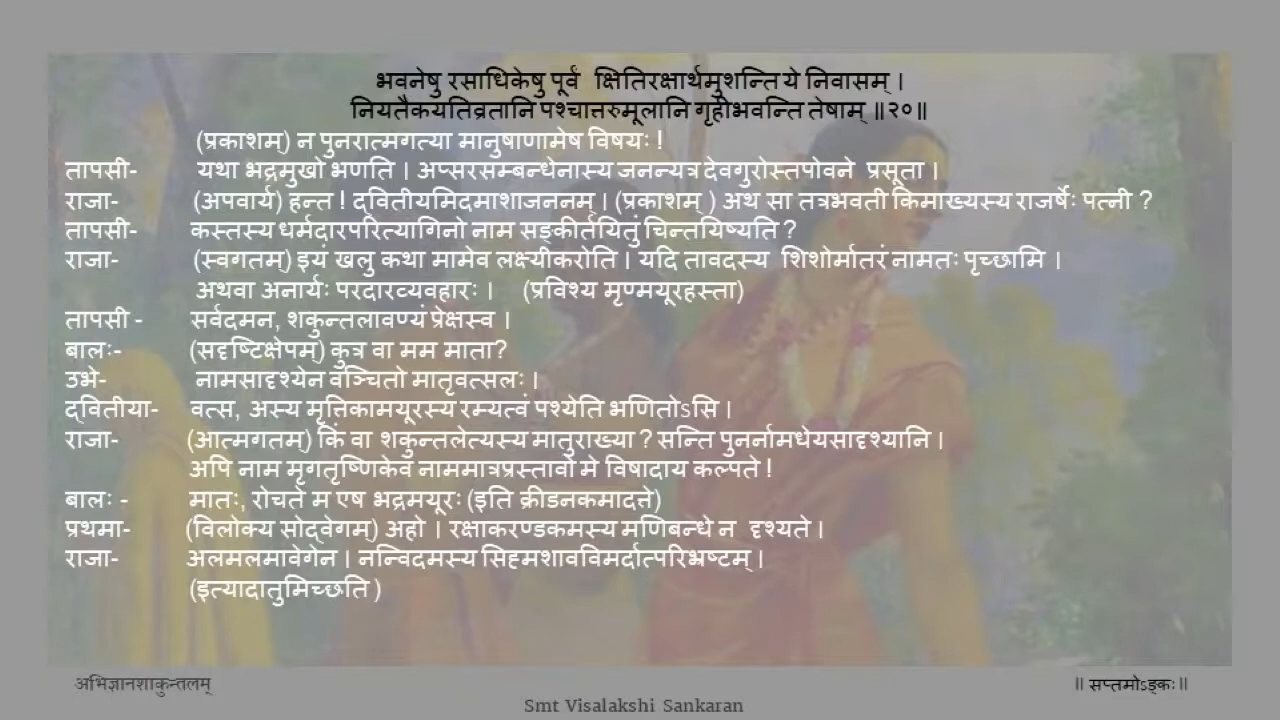 भवनेषु रसाधिकेषु पूर्वं क्षितिरक्षार्थमुशन्ति ये निवासम् ।
नियतैकयतिव्रतानि पश्चात्तरुमूलानि गृहीभवन्ति तेषाम् ॥२०॥
(प्रकाशम्) न पुनरात्मगत्या मानुषाणामेष विषयः !
तापसी- यथा भद्रमुखो भणति । अप्सरसम्बन्धेनास्य जनन्यत्र देवगुरोस्तपोवने प्रसूता ।
राजा- (अपवार्य) हन्त ! द्वितीयमिदमाशाजननम् । (प्रकाशम् ) अथ सा तत्रभवती किमाख्यस्य राजर्षेः पत्नी ?
तापसी- कस्तस्य धर्मदारपरित्यागिनो नाम सङ्कीर्तयितुं चिन्तयिष्यति ?
राजा- (स्वगतम्) इयं खलु कथा मामेव लक्ष्यीकरोति । यदि तावदस्य शिशोर्मातरं नामतः पृच्छामि ।
अथवा अनार्यः परदारव्यवहारः । (प्रविश्य मृण्मयूरहस्ता)
तापसी - सर्वदमन, शकुन्तलावण्यं प्रेक्षस्व ।
बालः- (सदृष्टिक्षेपम्) कुत्र वा मम माता?
उभे- नामसादृश्येन वञ्चितो मातृवत्सलः ।
द्वितीया- वत्स, अस्य मृत्तिकामयूरस्य रम्यत्वं पश्येति भणितोऽसि ।
राजा- (आत्मगतम्) किं वा शकुन्तलेत्यस्य मातुराख्या ? सन्ति पुनर्नामधेयसादृश्यानि ।
अपि नाम मृगतृष्णिकेव नाममात्रप्रस्तावो मे विषादाय कल्पते !
बालः - मातः, रोचते म एष भद्रमयूरः (इति क्रीडनकमादत्ते)
प्रथमा- (विलोक्य सोद्वेगम्) अहो । रक्षाकरण्डकमस्य मणिबन्धे न दृश्यते ।
राजा- अलमलमावेगेन । नन्विदमस्य सिह्मशावविमर्दात्परिभ्रष्टम् ।
(इत्यादातुमिच्छति )
अभिज्ञानशाकुन्तलम्
॥ सप्तमोऽङ्कः॥
Smt Visalakshi Sankaran